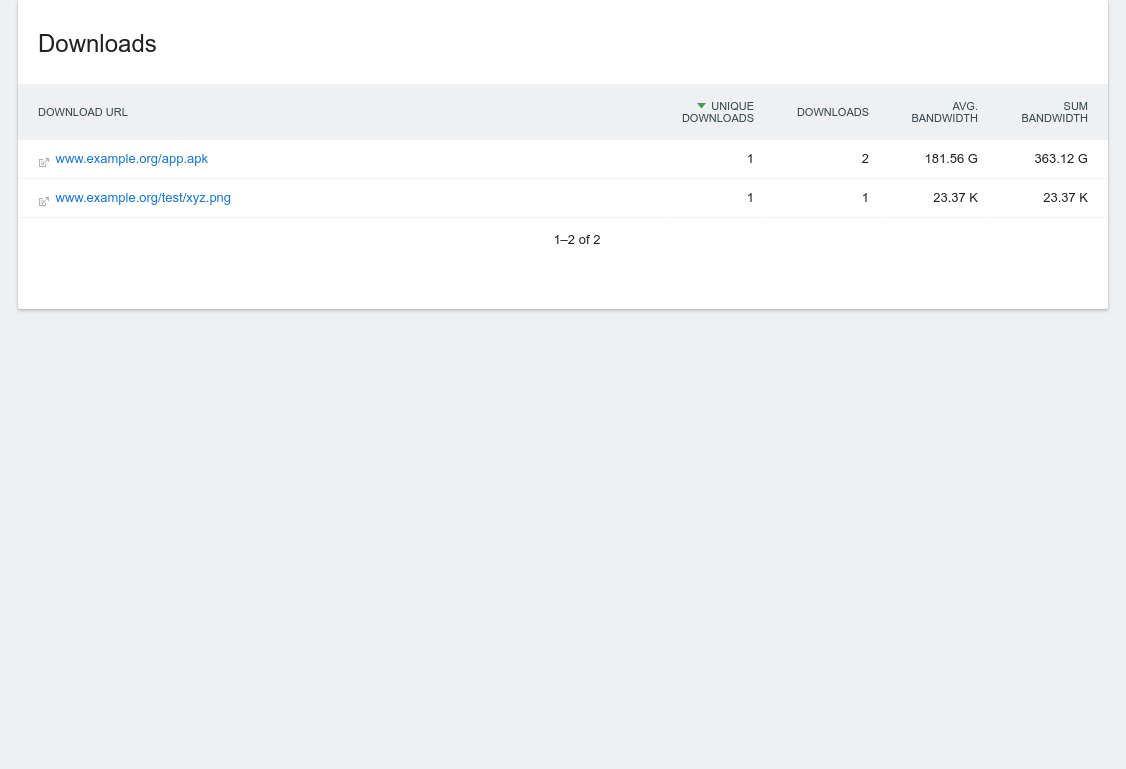 Downloads
DOWNLOAD URL UNIQUE DOWNLOADS DOWNLOADS AVG. BANDWIDTH SUM BANDWIDTH
www.example.org/app.apk 1 2 181.56 G 363.12 G
www.example.org/test/xyz.png 1 1 23.37 K 23.37 K
1–2 of 2